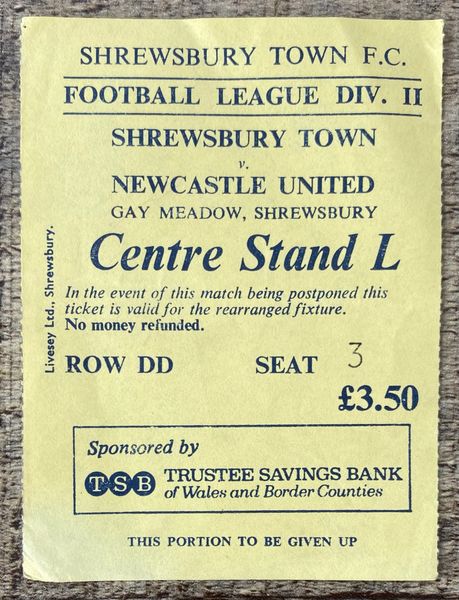 SHREWSBURY TOWN F.C.
FOOTBALL LEAGUE DIV. II
SHREWSBURY TOWN
v.
NEWCASTLE UNITED
GAY MEADOW, SHREWSBURY
Centre Stand L
In the event of this match being postponed this
ticket is valid for the rearranged fixture.
No money refunded.
ROW DD SEAT 3
£3.50
Sponsored by
TSB TRUSTEE SAVINGS BANK
of Wales and Border Counties
THIS PORTION TO BE GIVEN UP
Livesey Ltd., Shrewsbury.